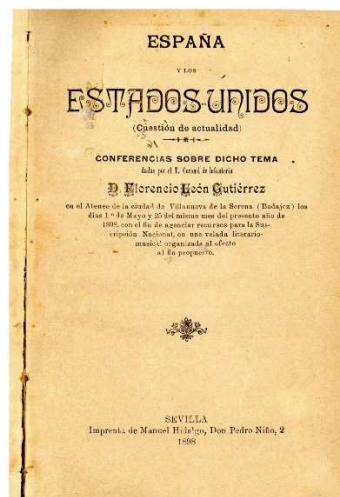 ESPAÑA
Y LOS
ESTADOS-UNIDOS
(Cuestión de actualidad)
CONFERENCIAS SOBRE DICHO TEMA
dadas por el T. Coronel de Infantería
D. Florencio León Gutiérrez
en el Ateneo de la ciudad de Villanueva de la Serena (Badajoz) los
días 1.º de Mayo y 25 del mismo mes del presente año de
1898, con el fin de agenciar recursos para la Sus-
cripción Nacional, en una velada literario-
musical organizada al efecto
al fin propuesto.
SEVILLA
Imprenta de Manuel Hidalgo, Don Pedro Niño, 2
1898